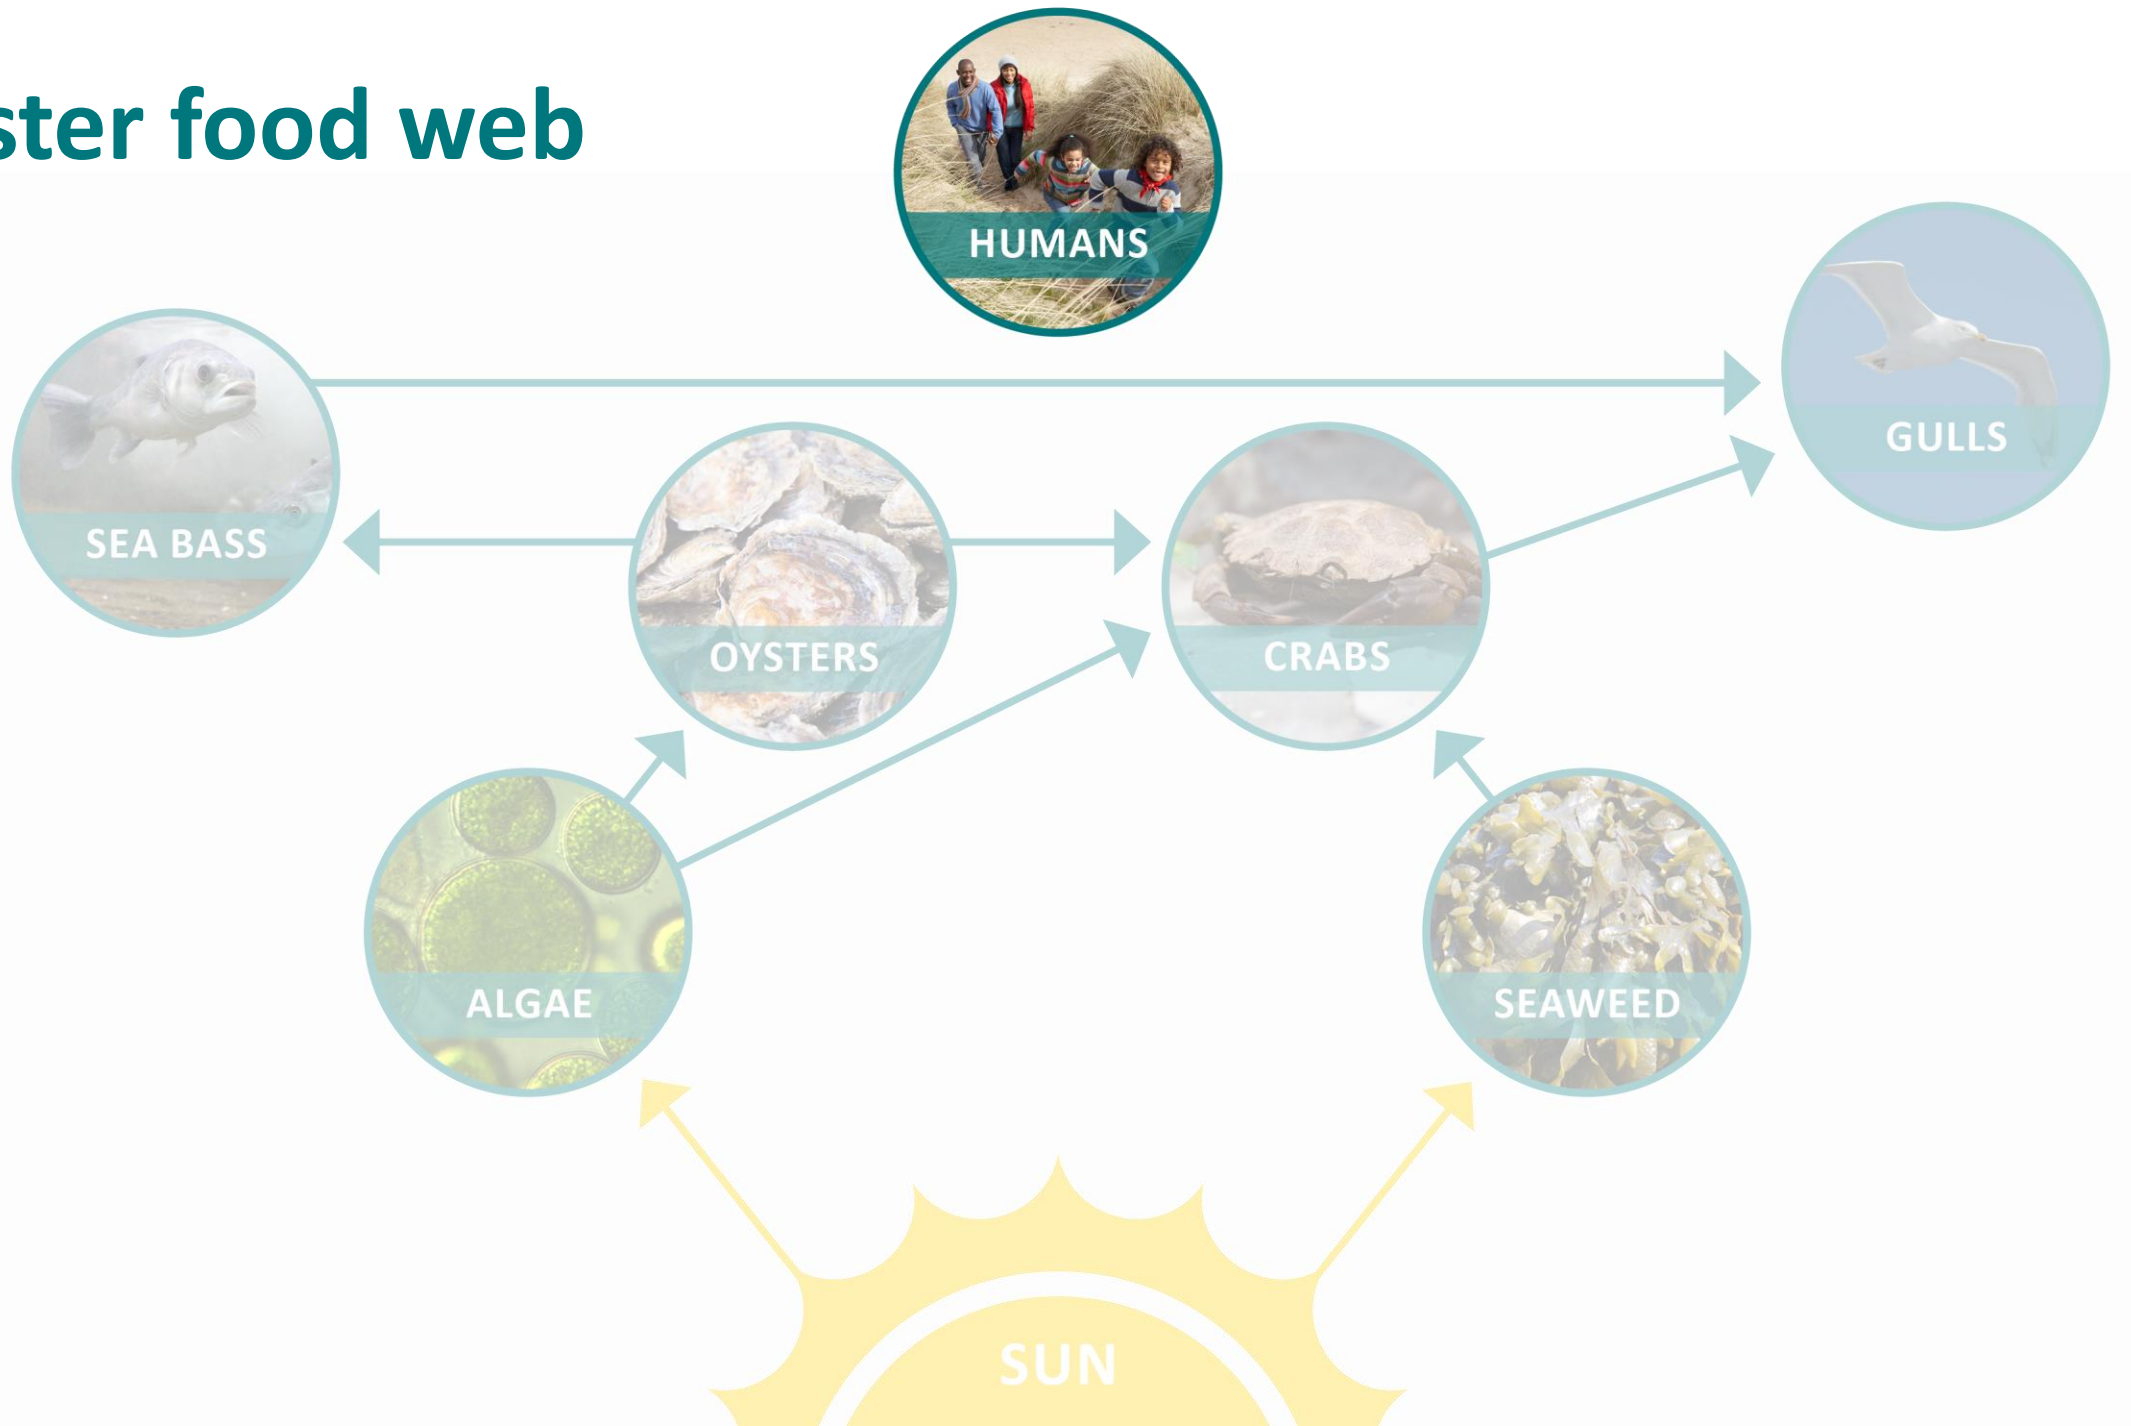 ster food web
HUMANS
GULLS
SEA BASS
OYSTERS
CRABS
ALGAE
SEAWEED
SUN